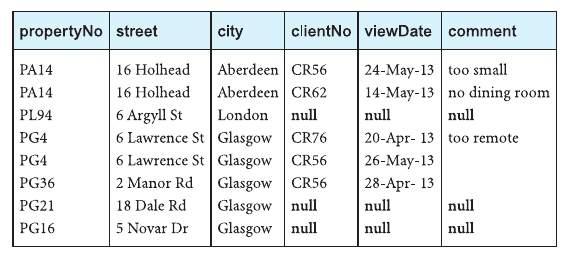 propertyNo street city clientNo viewDate comment
PA14 16 Holhead Aberdeen CR56 24-May-13 too small
PA14 16 Holhead Aberdeen CR62 14-May-13 no dining room
PL94 6 Argyll St London null null null
PG4 6 Lawrence St Glasgow CR76 20-Apr- 13 too remote
PG4 6 Lawrence St Glasgow CR56 26-May-13
PG36 2 Manor Rd Glasgow CR56 28-Apr- 13
PG21 18 Dale Rd Glasgow null null null
PG16 5 Novar Dr Glasgow null null null